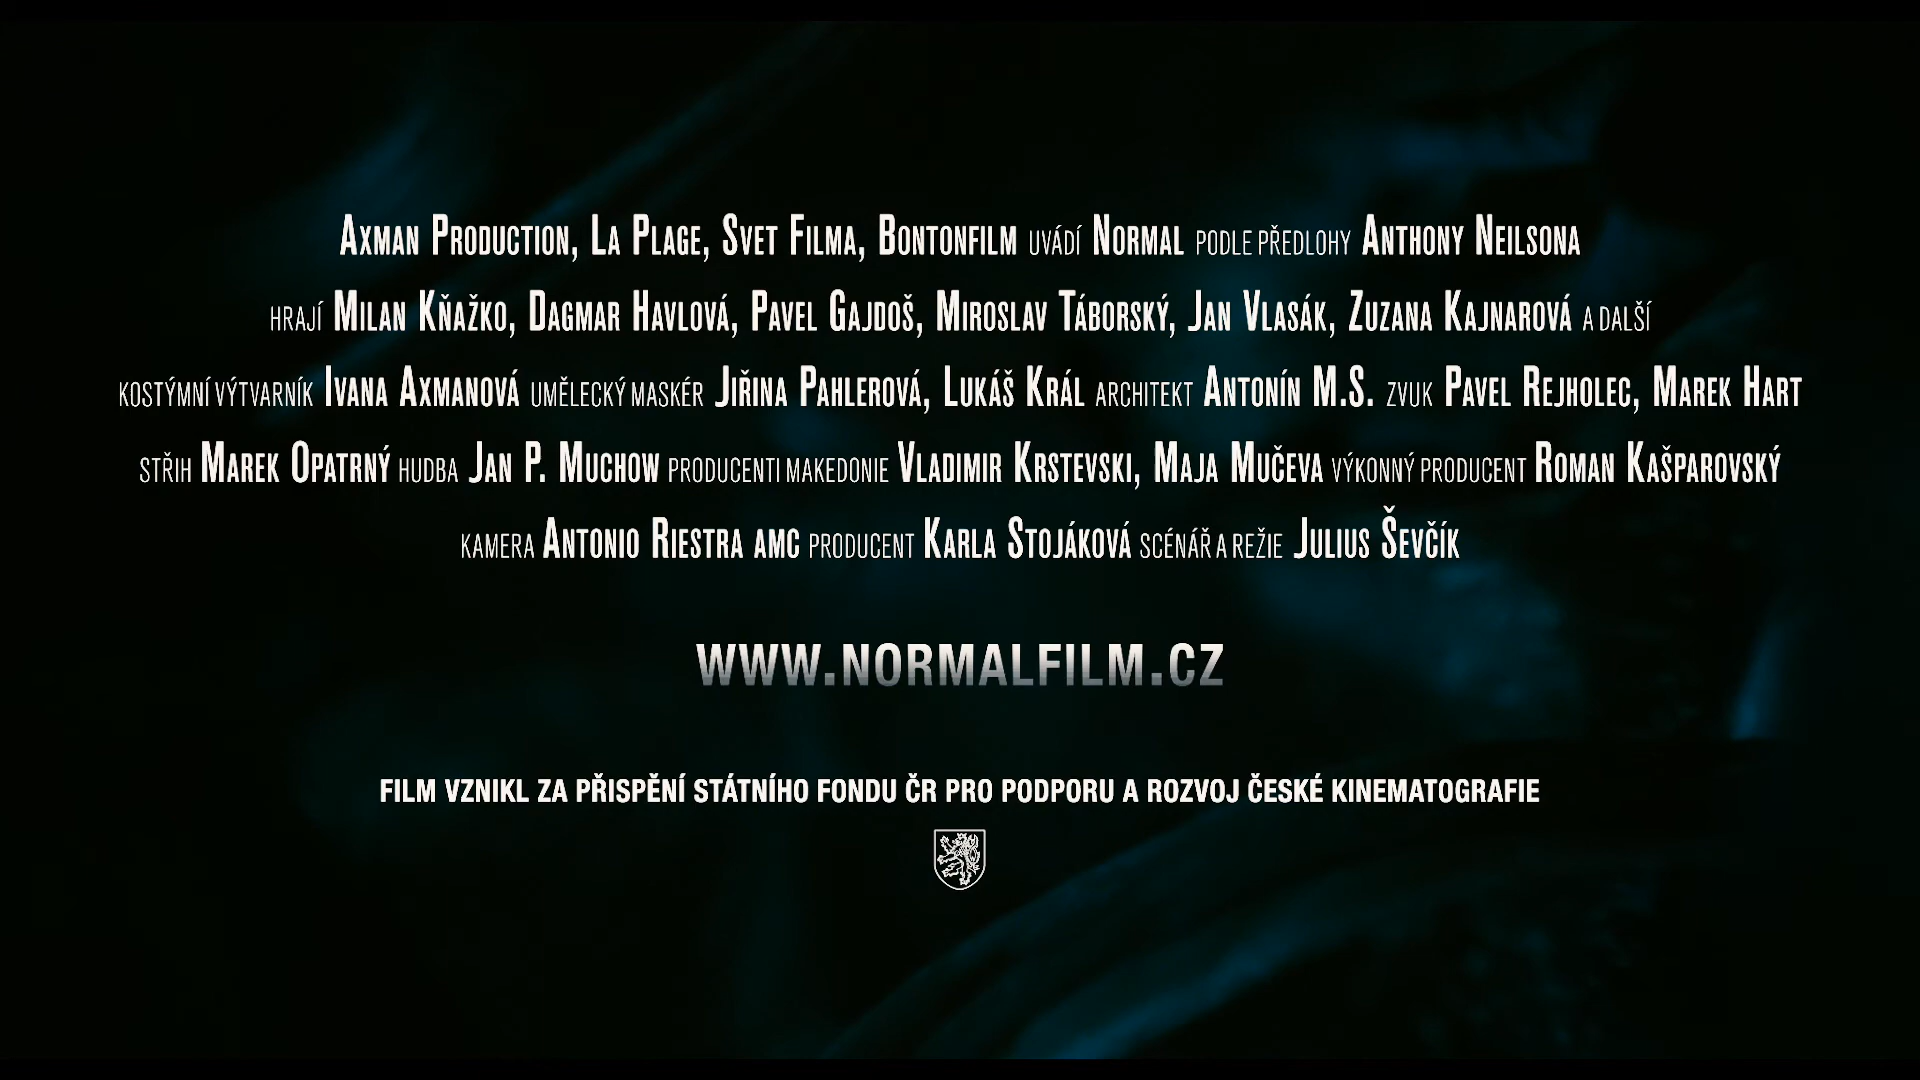 Axman Production, La Plage, Svet Filma, Bontonfilm uvádí Normal podle předlohy Anthony Neilsona
hrají Milan Kňažko, Dagmar Havlová, Pavel Gajdoš, Miroslav Táborský, Jan Vlasák, Zuzana Kajnarová a další
kostýmní výtvarník Ivana Axmanová umělecký maskér Jiřina Pahlerová, Lukáš Král architekt Antonín M.S. zvuk Pavel Rejholec, Marek Hart
střih Marek Opatrný hudba Jan P. Muchow producenti Makedonie Vladimir Krstevski, Maja Mučeva výkonný producent Roman Kašparovský
kamera Antonio Riestra amc producent Karla Stojáková scénář a režie Julius Ševčík
WWW.NORMALFILM.CZ
FILM VZNIKL ZA PŘISPĚNÍ STÁTNÍHO FONDU ČR PRO PODPORU A ROZVOJ ČESKÉ KINEMATOGRAFIE